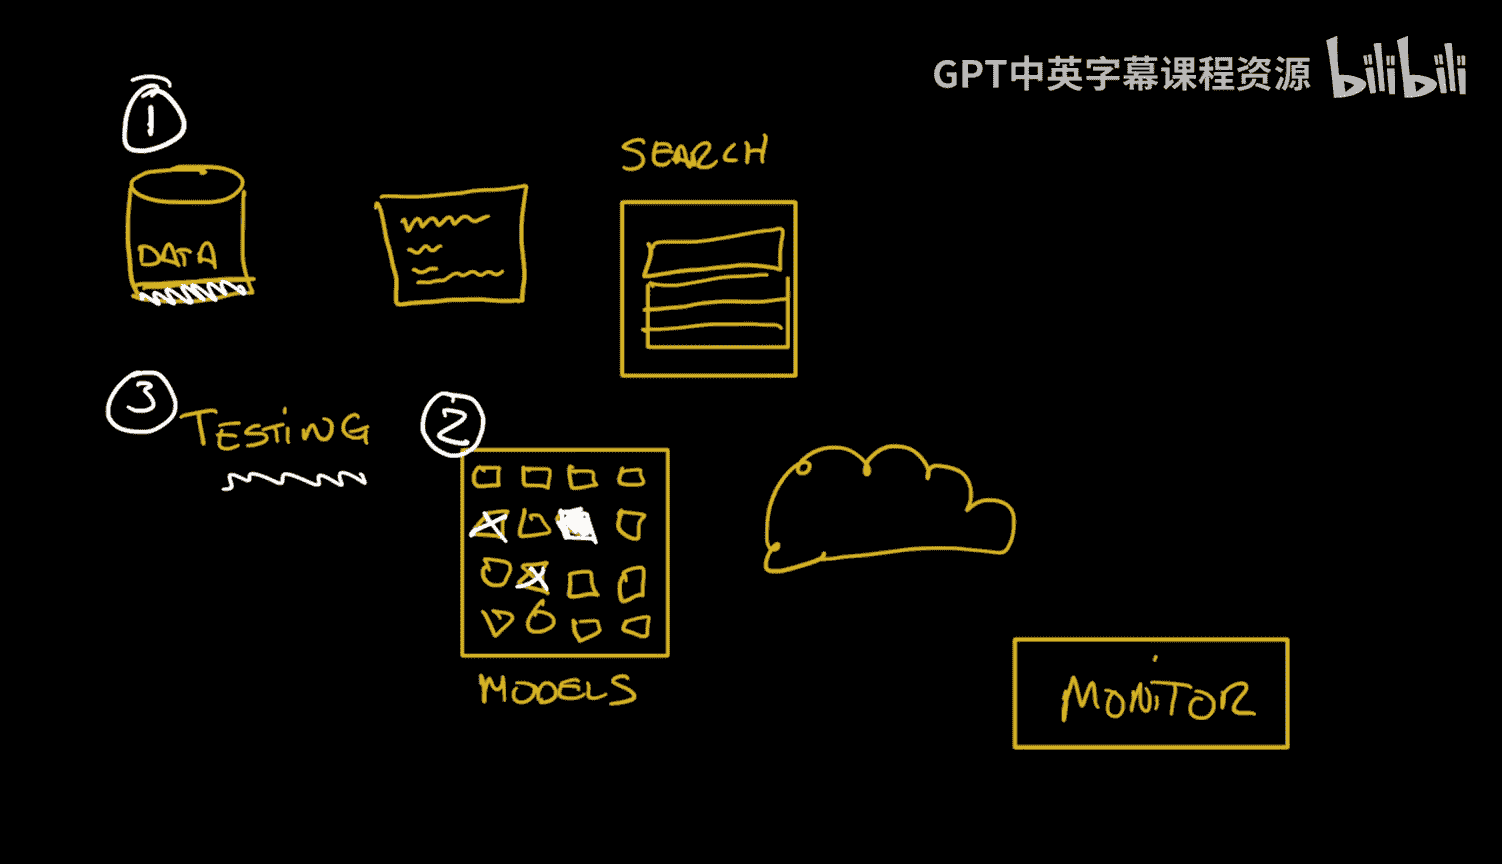 GPT中英字幕课程资源 bilibili
1
SEARCH
DATA
3 TESTING
2
MODELS
MONITOR